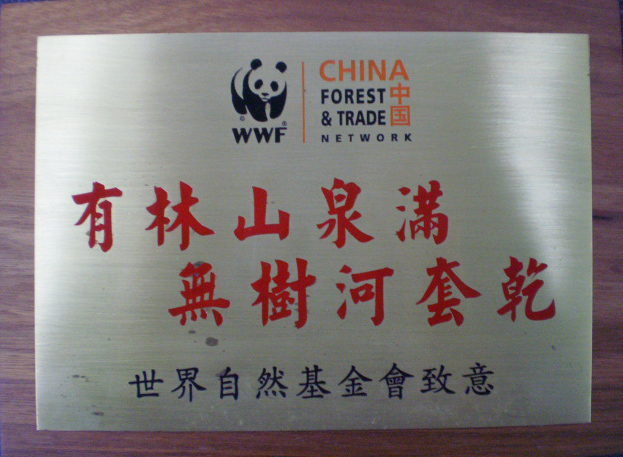 CHINA
FOREST 中
& TRADE 国
NETWORK
© ®
WWF
有林山泉滿
無樹河套乾
世界自然基金會致意